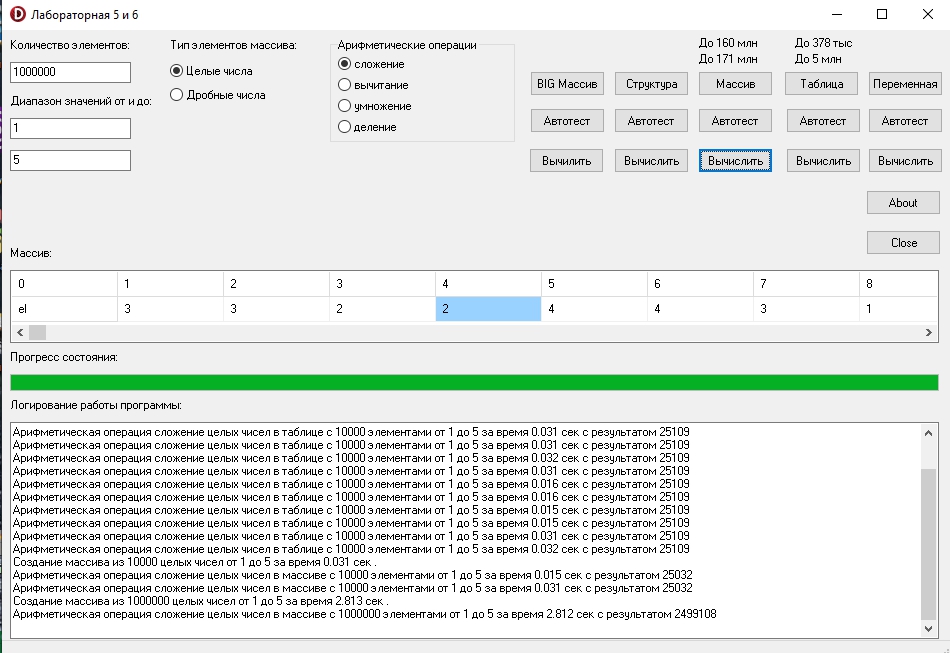 Лабораторная 5 и 6
Количество элементов:
1000000
Диапазон значений от и до:
1
5
Тип элементов массива:
Целые числа
Дробные числа
Арифметические операции
сложение
вычитание
умножение
деление
До 160 млн
До 171 млн
До 378 тыс
До 5 млн
BIG Массив
Структура
Массив
Таблица
Переменная
Автотест
Автотест
Автотест
Автотест
Автотест
Вычилить
Вычислить
Вычислить
Вычислить
Вычислить
About
Close
Массив:
0 1 2 3 4 5 6 7 8
el 3 3 2 2 4 4 3 1
Прогресс состояния:
Логирование работы программы:
Арифметическая операция сложение целых чисел в таблице с 10000 элементами от 1 до 5 за время 0.031 сек с результатом 25109
Арифметическая операция сложение целых чисел в таблице с 10000 элементами от 1 до 5 за время 0.031 сек с результатом 25109
Арифметическая операция сложение целых чисел в таблице с 10000 элементами от 1 до 5 за время 0.032 сек с результатом 25109
Арифметическая операция сложение целых чисел в таблице с 10000 элементами от 1 до 5 за время 0.031 сек с результатом 25109
Арифметическая операция сложение целых чисел в таблице с 10000 элементами от 1 до 5 за время 0.016 сек с результатом 25109
Арифметическая операция сложение целых чисел в таблице с 10000 элементами от 1 до 5 за время 0.016 сек с результатом 25109
Арифметическая операция сложение целых чисел в таблице с 10000 элементами от 1 до 5 за время 0.015 сек с результатом 25109
Арифметическая операция сложение целых чисел в таблице с 10000 элементами от 1 до 5 за время 0.015 сек с результатом 25109
Арифметическая операция сложение целых чисел в таблице с 10000 элементами от 1 до 5 за время 0.031 сек с результатом 25109
Арифметическая операция сложение целых чисел в таблице с 10000 элементами от 1 до 5 за время 0.032 сек с результатом 25109
Создание массива из 10000 целых чисел от 1 до 5 за время 0.031 сек .
Арифметическая операция сложение целых чисел в массиве с 10000 элементами от 1 до 5 за время 0.015 сек с результатом 25032
Арифметическая операция сложение целых чисел в массиве с 10000 элементами от 1 до 5 за время 0.031 сек с результатом 25032
Создание массива из 1000000 целых чисел от 1 до 5 за время 2.813 сек .
Арифметическая операция сложение целых чисел в массиве с 1000000 элементами от 1 до 5 за время 2.812 сек с результатом 2499108